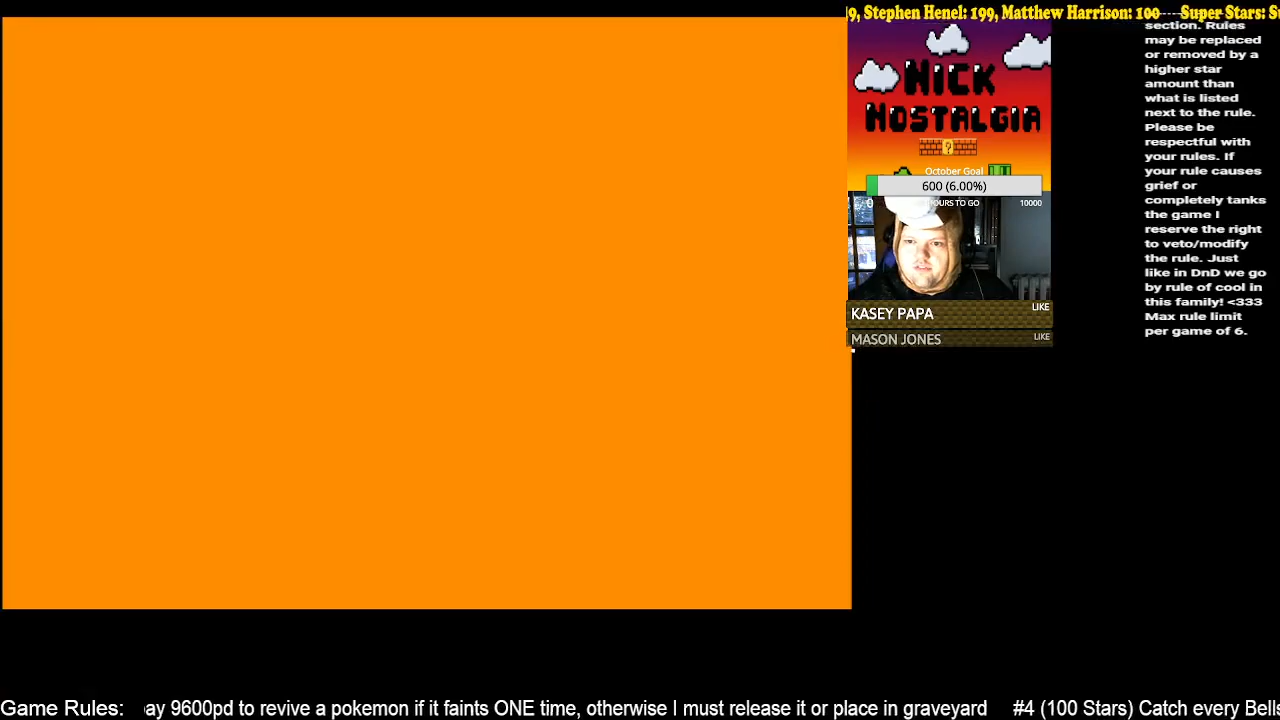 9, Stephen Henel: 199, Matthew Harrison: 100 Super Stars: S
NICK
NOSTALGIA
October Goal
600 (6.00%)
HOURS TO GO
10000
KASEY PAPA LIKE
MASON JONES LIKE
section. Rules
may be replaced
or removed by a
higher star
amount than
what is listed
next to the rule.
Please be
respectful with
your rules. If
your rule causes
grief or
completely tanks
the game I
reserve the right
to veto/modify
the rule. Just
like in DnD we go
by rule of cool in
this family! <333
Max rule limit
per game of 6.
Game Rules: pay 9600pd to revive a pokemon if it faints ONE time, otherwise I must release it or place in graveyard #4 (100 Stars) Catch every Bells